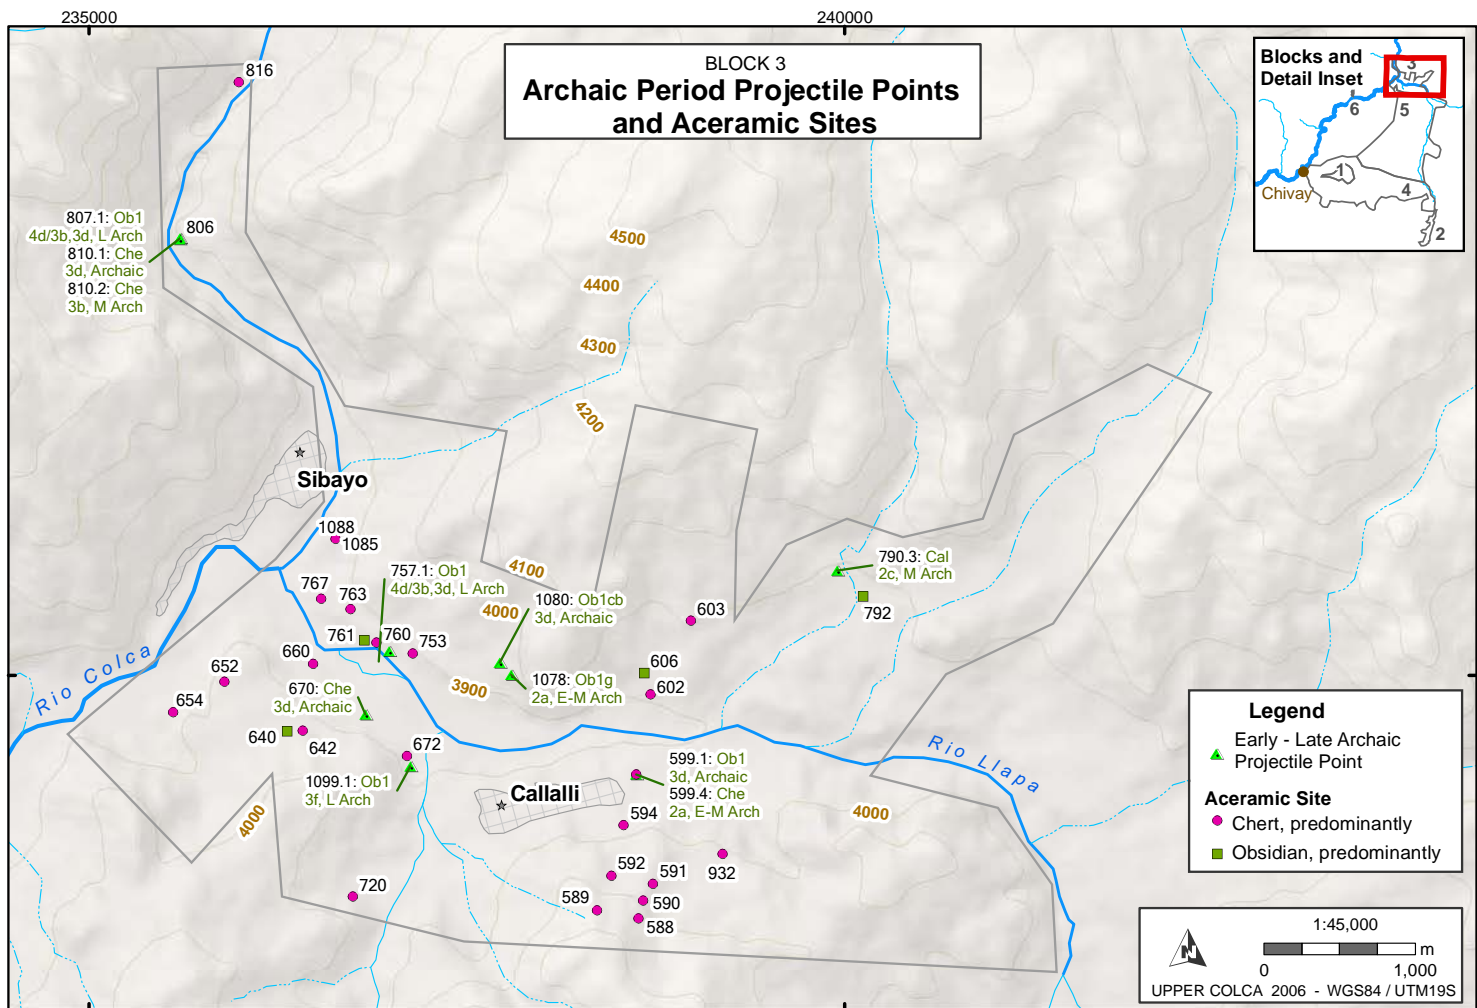 235000
240000
BLOCK 3
Archaic Period Projectile Points
and Aceramic Sites
Blocks and
Detail Inset
3
5
6
1
4
2
Chivay
816
807.1: Ob1
4d/3b,3d, L Arch
810.1: Che
3d, Archaic
810.2: Che
3b, M Arch
806
4500
4400
4300
4200
4100
4000
3900
Sibayo
1088
1085
767
763
757.1: Ob1
4d/3b,3d, L Arch
761
760
753
1080: Ob1cb
3d, Archaic
1078: Ob1g
2a, E-M Arch
603
606
602
790.3: Cal
2c, M Arch
792
Rio Colca
660
652
654
670: Che
3d, Archaic
640
642
672
1099.1: Ob1
3f, L Arch
4000
720
Callalli
599.1: Ob1
3d, Archaic
599.4: Che
2a, E-M Arch
594
592
591
589
590
588
932
4000
Rio Llapa
Legend
Early - Late Archaic
Projectile Point
Aceramic Site
Chert, predominantly
Obsidian, predominantly
N
1:45,000
m
0
1,000
UPPER COLCA 2006 - WGS84 / UTM19S